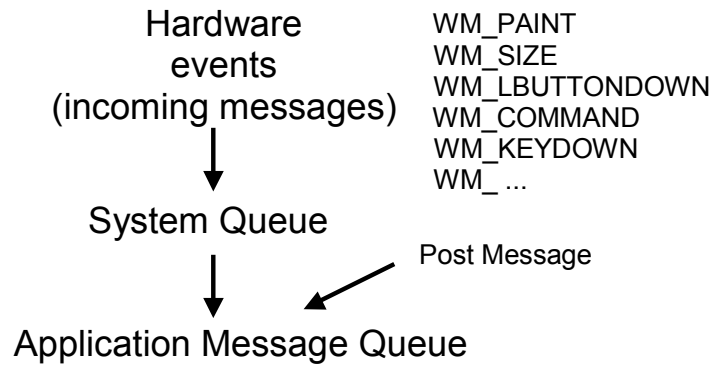 Hardware
events
(incoming messages)
WM_PAINT
WM_SIZE
WM_LBUTTONDOWN
WM_COMMAND
WM_KEYDOWN
WM_ ...
System Queue
Post Message
Application Message Queue